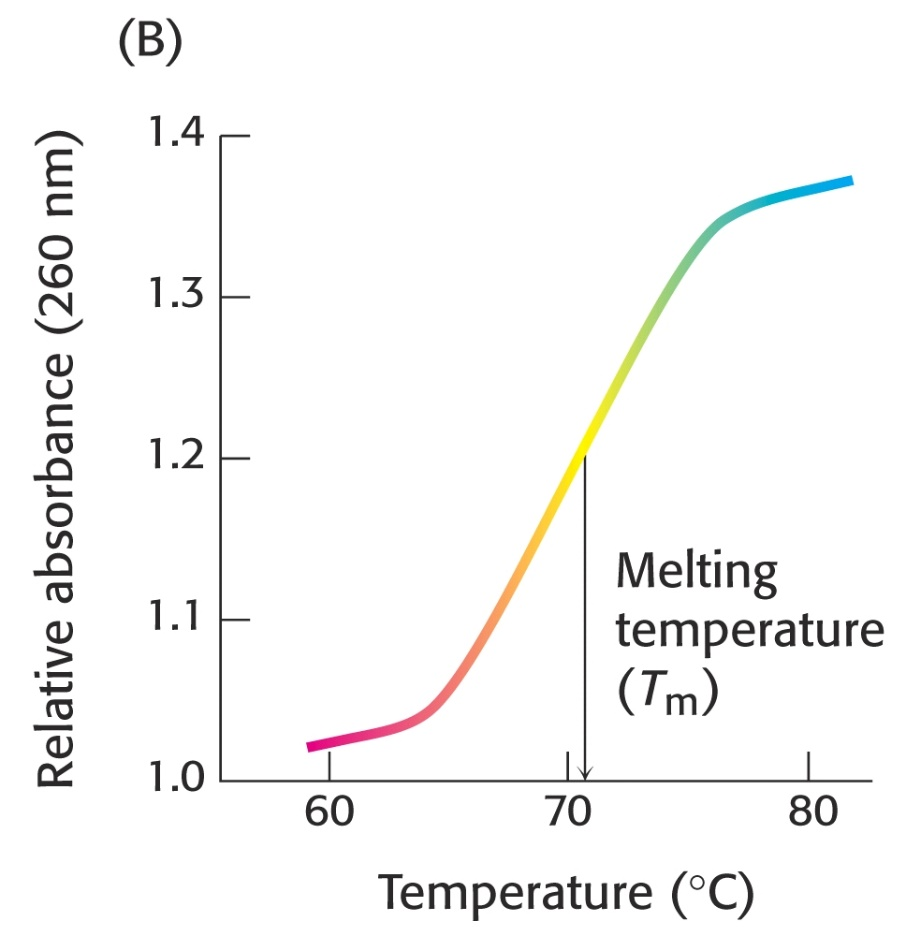 (B)
Relative absorbance (260 nm)
1.4
1.3
1.2
1.1
1.0
Melting
temperature
(Tm)
60 70 80
Temperature (°C)